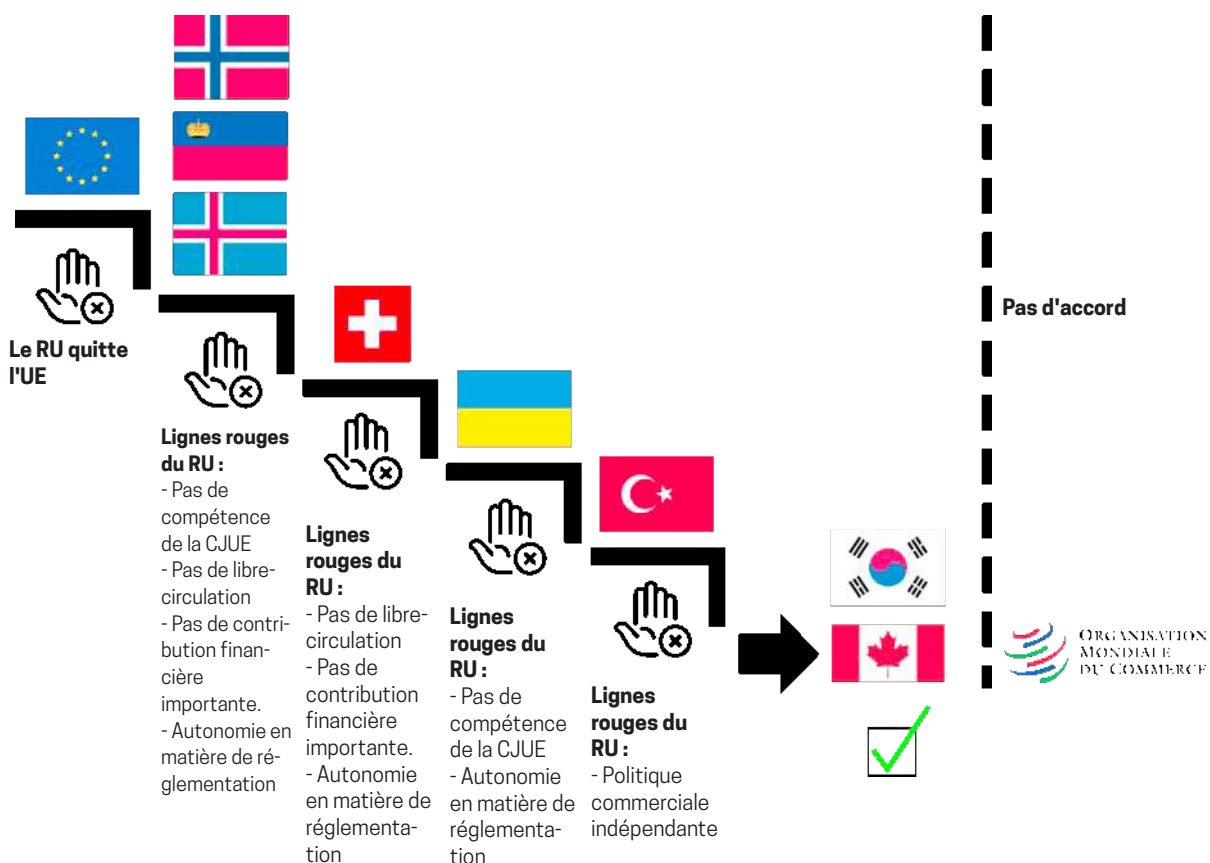 Le RU quitte
l'UE
Lignes rouges
du RU :
- Pas de
compétence
de la CJUE
- Pas de libre-
circulation
- Pas de contri-
bution finan-
cière
importante.
- Autonomie en
matière de ré-
glementation
Lignes
rouges du
RU :
- Pas de libre-
circulation
- Pas de
contribution
financière
importante.
- Autonomie
en matière de
réglementa-
tion
Lignes
rouges du
RU :
- Pas de
compétence
de la CJUE
- Autonomie
en matière de
réglementa-
tion
Lignes
rouges du
RU :
- Politique
commerciale
indépendante
Pas d'accord
ORGANISATION
MONDIALE
DU COMMERCE